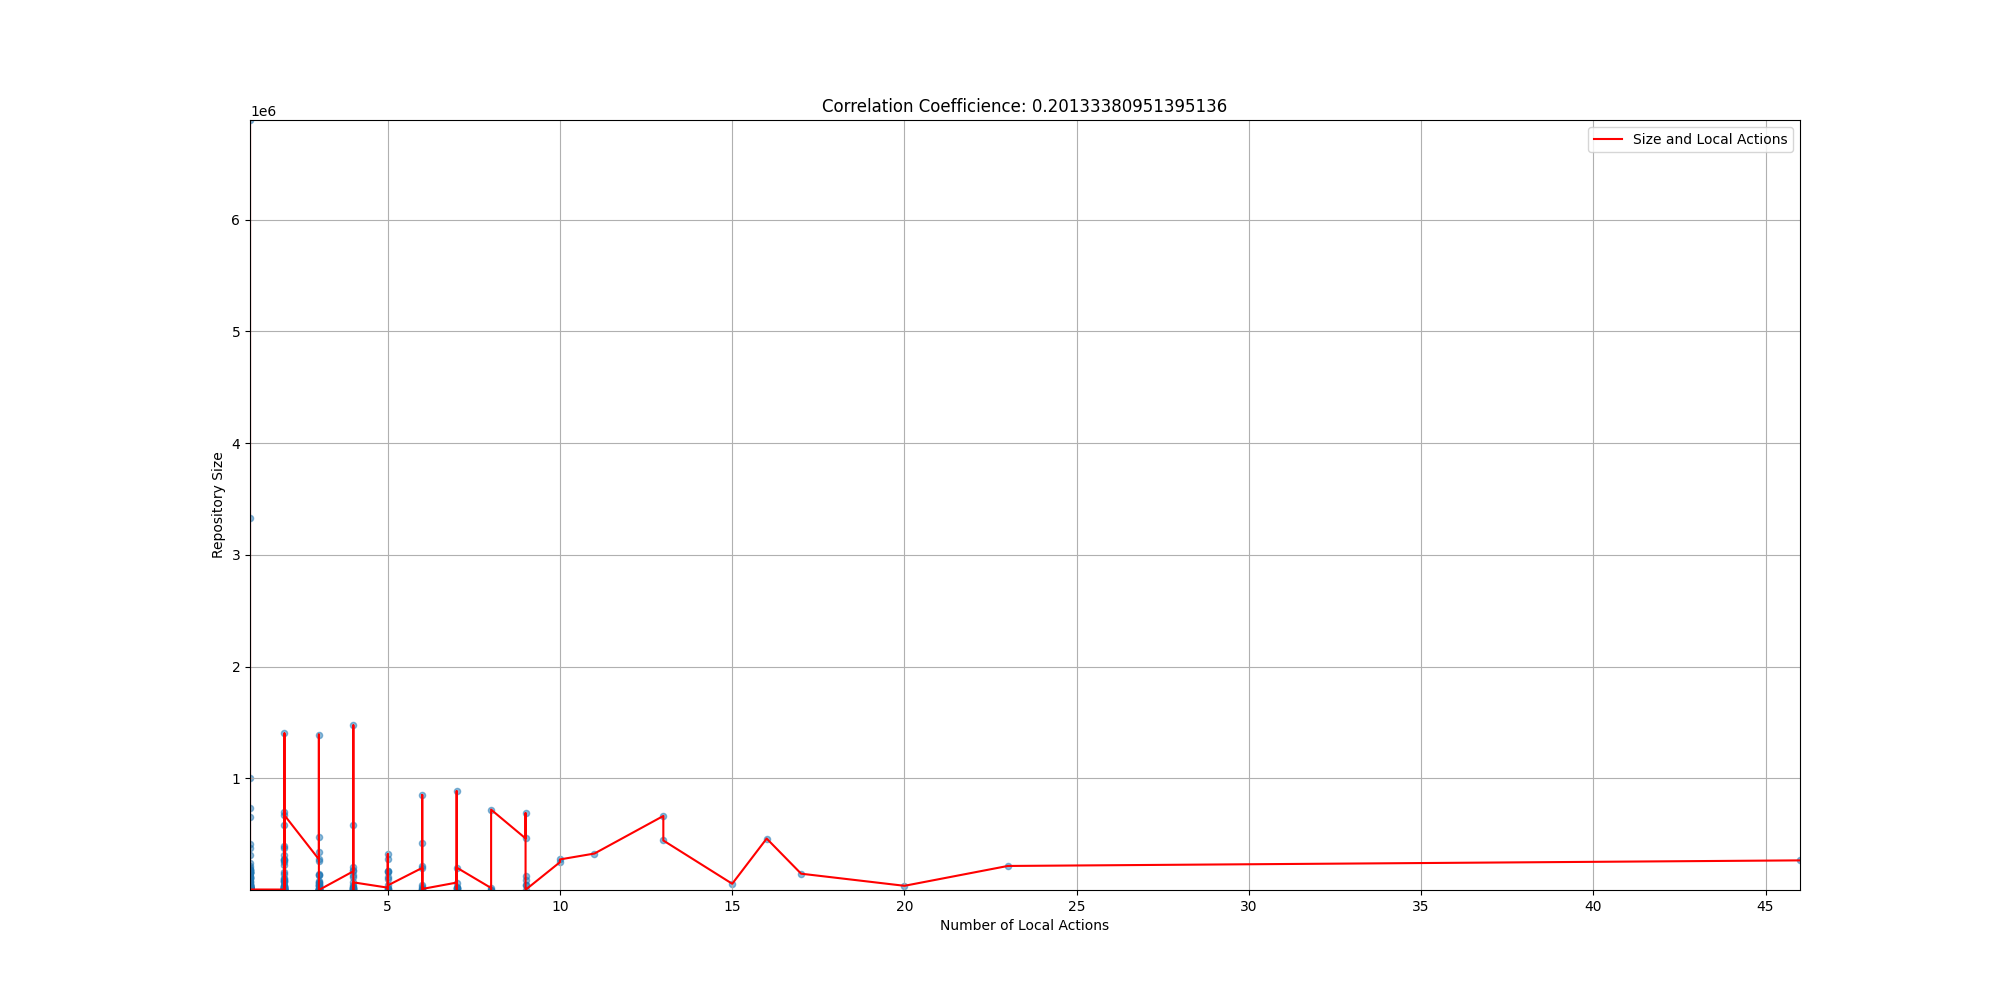 Correlation Coefficience: 0.20133380951395136
1e6
Size and Local Actions
6
5
4
3
2
1
Repository Size
5 10 15 20 25 30 35 40 45
Number of Local Actions